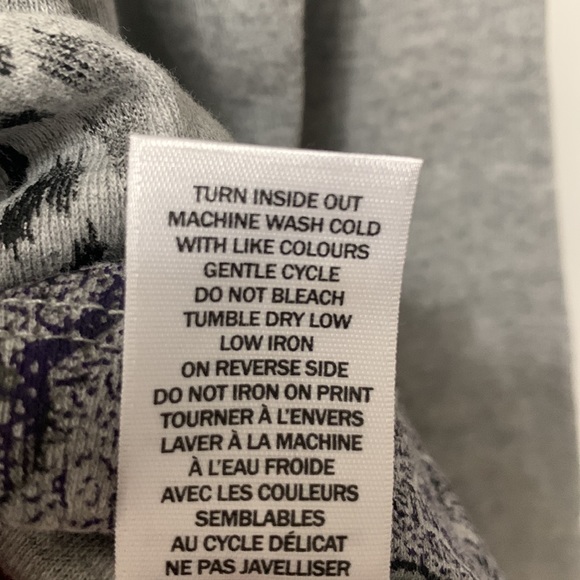 TURN INSIDE OUT
MACHINE WASH COLD
WITH LIKE COLOURS
GENTLE CYCLE
DO NOT BLEACH
TUMBLE DRY LOW
LOW IRON
ON REVERSE SIDE
DO NOT IRON ON PRINT
TOURNER À L'ENVERS
LAVER À LA MACHINE
À L'EAU FROIDE
AVEC LES COULEURS
SEMBLABLES
AU CYCLE DÉLICAT
NE PAS JAVELLISER